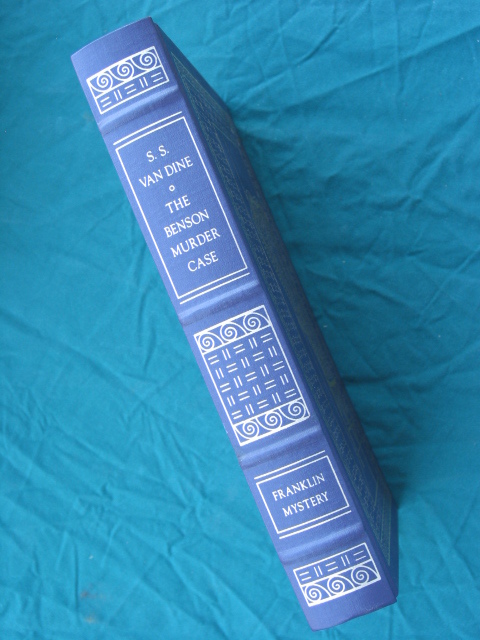 S. S.
VAN DINE
THE
BENSON
MURDER
CASE
FRANKLIN
MYSTERY